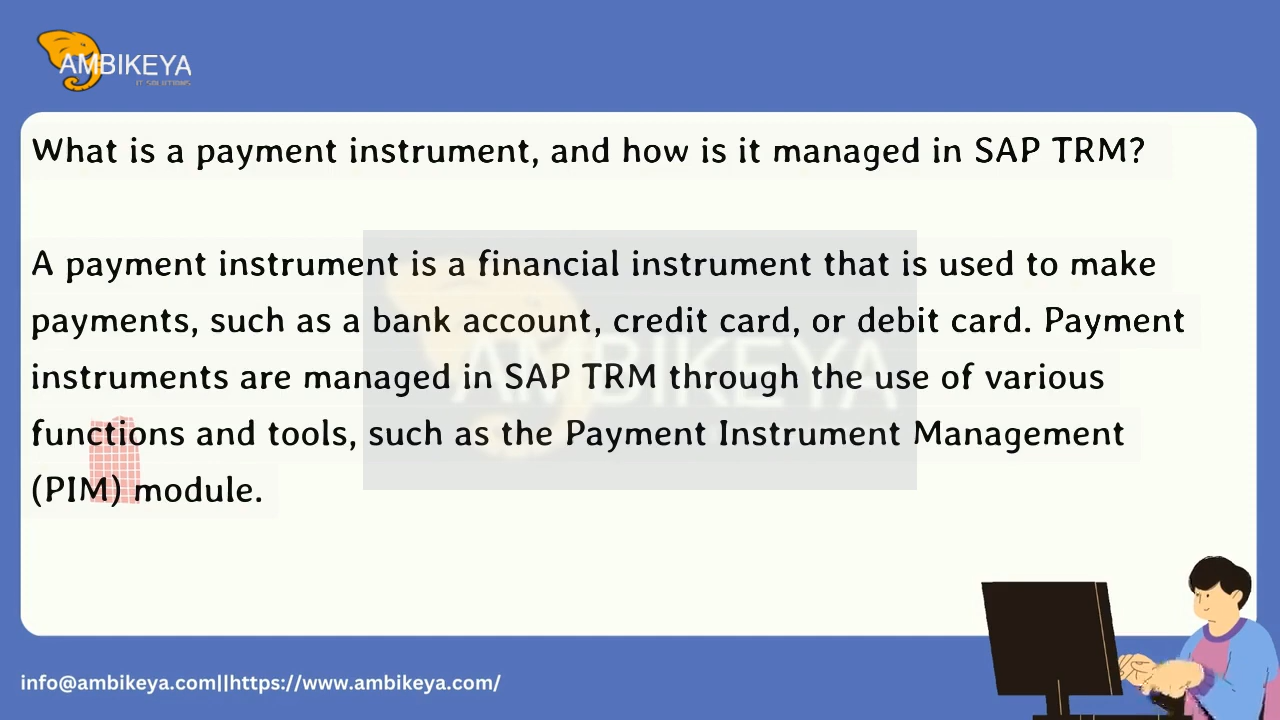 AMBIKEYA
IT SOLUTIONS
What is a payment instrument, and how is it managed in SAP TRM?
A payment instrument is a financial instrument that is used to make
payments, such as a bank account, credit card, or debit card. Payment
instruments are managed in SAP TRM through the use of various
functions and tools, such as the Payment Instrument Management
(PIM) module.
AMBIKEYA
info@ambikeya.com||https://www.ambikeya.com/